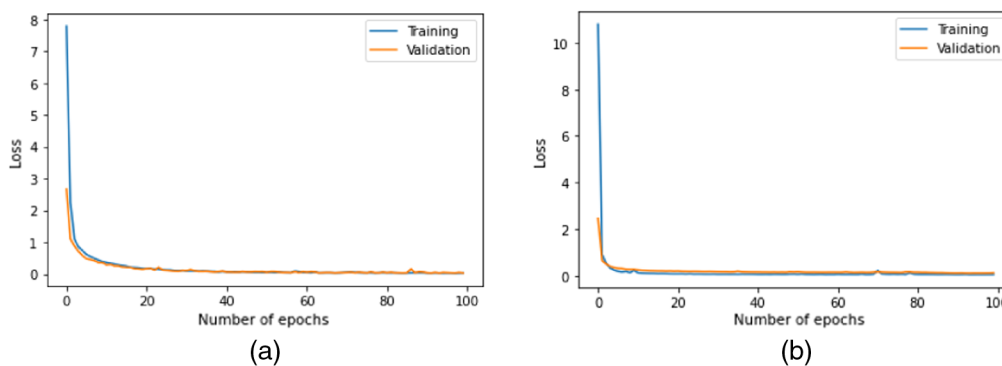 8
7
6
5
4
3
2
1
0
Loss
Training
Validation
0 20 40 60 80 100
Number of epochs
(a)
10
8
6
4
2
0
Loss
Training
Validation
0 20 40 60 80 100
Number of epochs
(b)